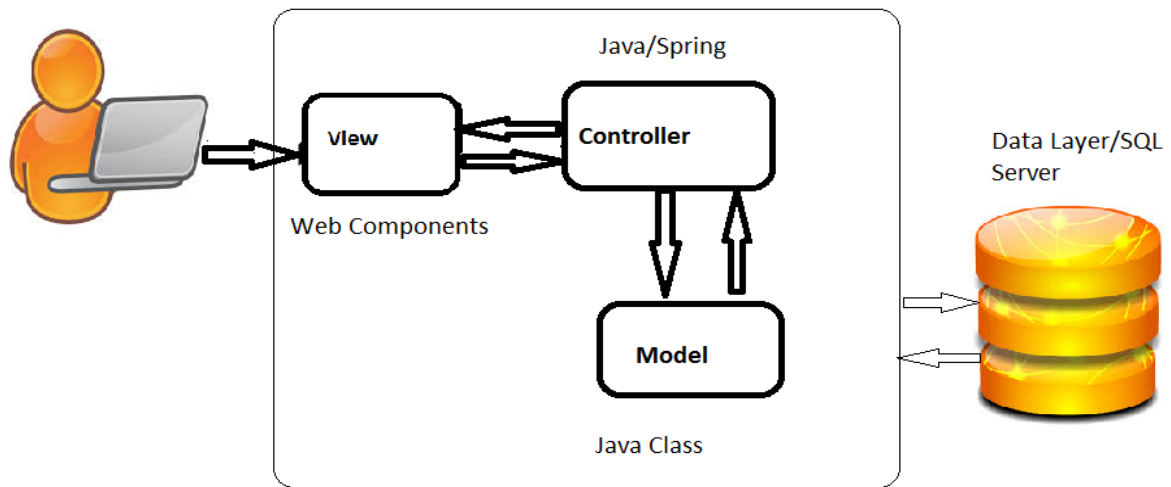 Java/Spring
View
Controller
Data Layer/SQL
Server
Web Components
Model
Java Class